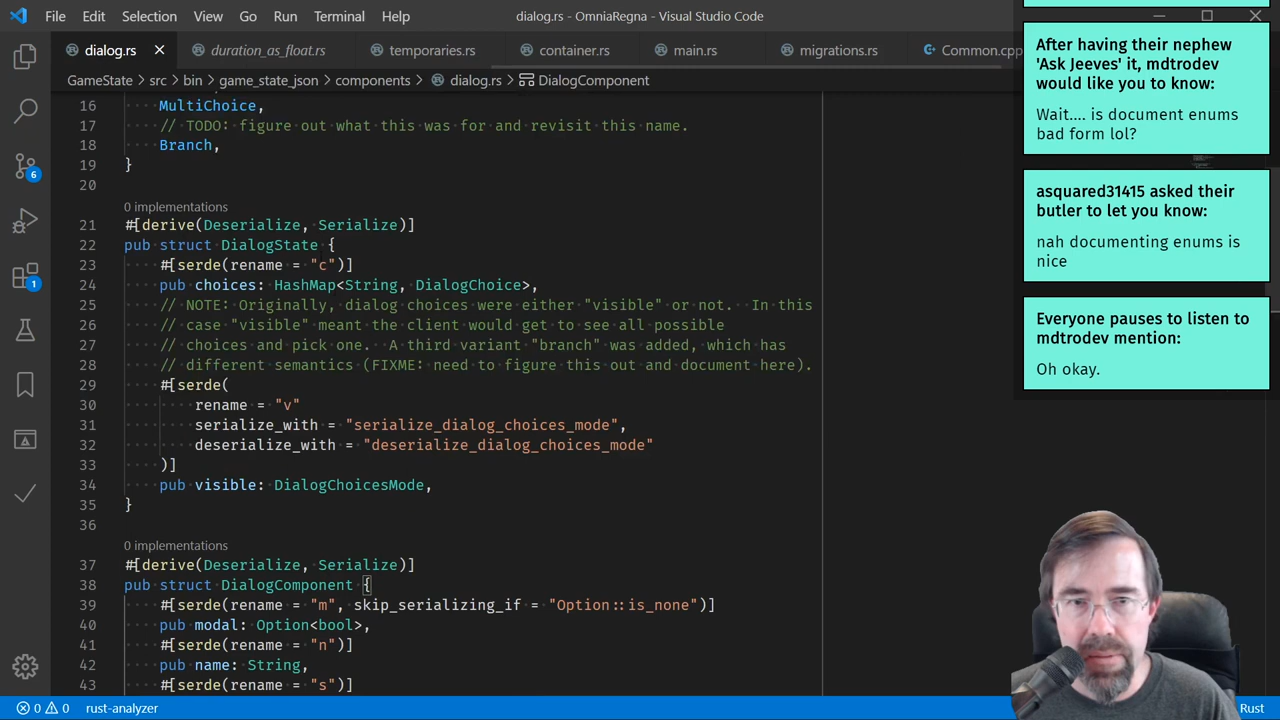 File Edit Selection View Go Run Terminal Help
dialog.rs - OmniaRegna - Visual Studio Code
dialog.rs duration_as_float.rs temporaries.rs container.rs main.rs migrations.rs Common.cpp
GameState > src > bin > game_state_json > components > dialog.rs > DialogComponent
16 MultiChoice,
17 // TODO: figure out what this was for and revisit this name.
18 Branch,
19 }
20
0 implementations
21 #[derive(Deserialize, Serialize)]
22 pub struct DialogState {
23 #[serde(rename = "c")]
24 pub choices: HashMap<String, DialogChoice>,
25 // NOTE: Originally, dialog choices were either "visible" or not. In this
26 // case "visible" meant the client would get to see all possible
27 // choices and pick one. A third variant "branch" was added, which has
28 // different semantics (FIXME: need to figure this out and document here).
29 #[serde(
30 rename = "v"
31 serialize_with = "serialize_dialog_choices_mode",
32 deserialize_with = "deserialize_dialog_choices_mode"
33 )]
34 pub visible: DialogChoicesMode,
35 }
36
0 implementations
37 #[derive(Deserialize, Serialize)]
38 pub struct DialogComponent {
39 #[serde(rename = "m", skip_serializing_if = "Option::is_none")]
40 pub modal: Option<bool>,
41 #[serde(rename = "n")]
42 pub name: String,
43 #[serde(rename = "s")]
6
1
0 0 rust-analyzer
Rust
After having their nephew
'Ask Jeeves' it, mdtrodev
would like you to know:
Wait.... is document enums
bad form lol?
asquared31415 asked their
butler to let you know:
nah documenting enums is
nice
Everyone pauses to listen to
mdtrodev mention:
Oh okay.